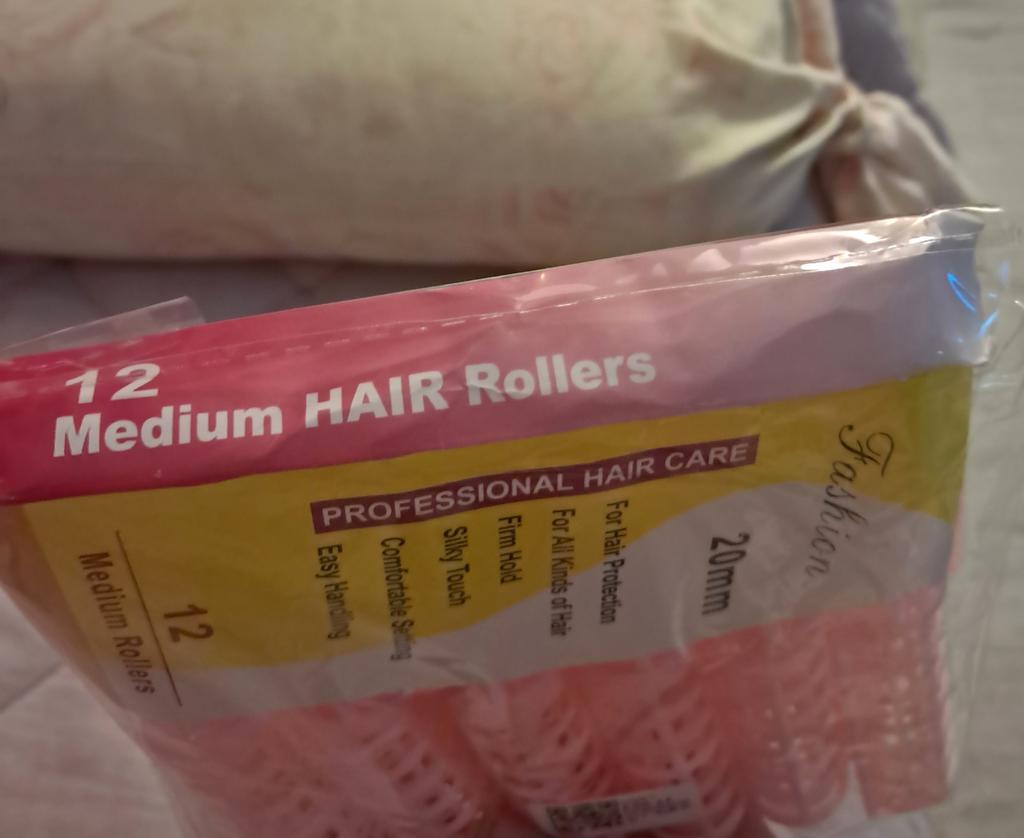 12
Medium HAIR Rollers
PROFESSIONAL HAIR CARE
Fashion
20mm
For Hair Protection
For All Kinds of Hair
Firm Hold
Silky Touch
Comfortable Setting
Easy Handling
12
Medium Rollers